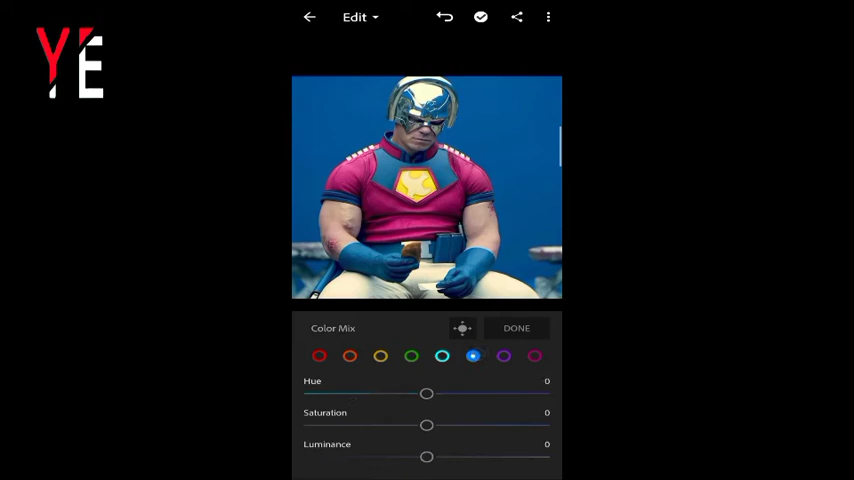 YE
Edit
Color Mix
DONE
Hue 0
Saturation 0
Luminance 0